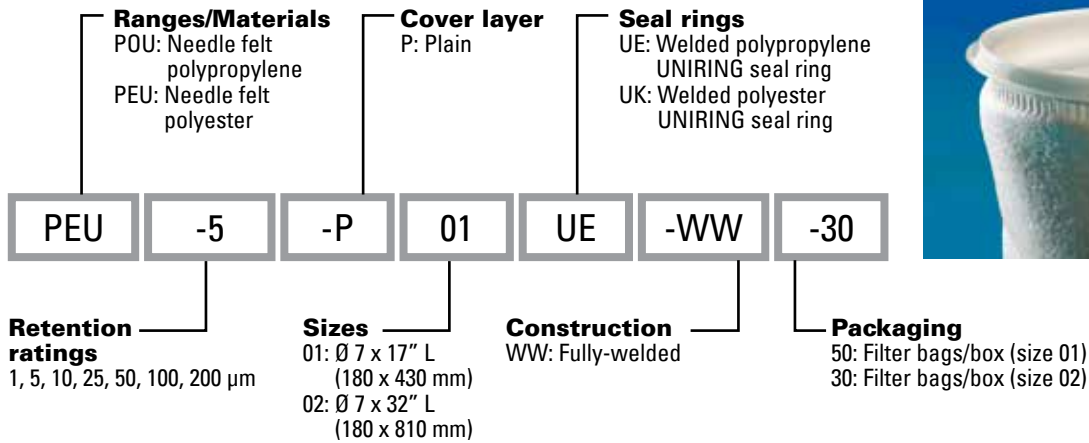 Ranges/Materials
POU: Needle felt
polypropylene
PEU: Needle felt
polyester
Cover layer
P: Plain
Seal rings
UE: Welded polypropylene
UNIRING seal ring
UK: Welded polyester
UNIRING seal ring
PEU -5 -P 01 UE -WW -30
Retention
ratings
1, 5, 10, 25, 50, 100, 200 µm
Sizes
01: Ø 7 x 17” L
(180 x 430 mm)
02: Ø 7 x 32” L
(180 x 810 mm)
Construction
WW: Fully-welded
Packaging
50: Filter bags/box (size 01)
30: Filter bags/box (size 02)